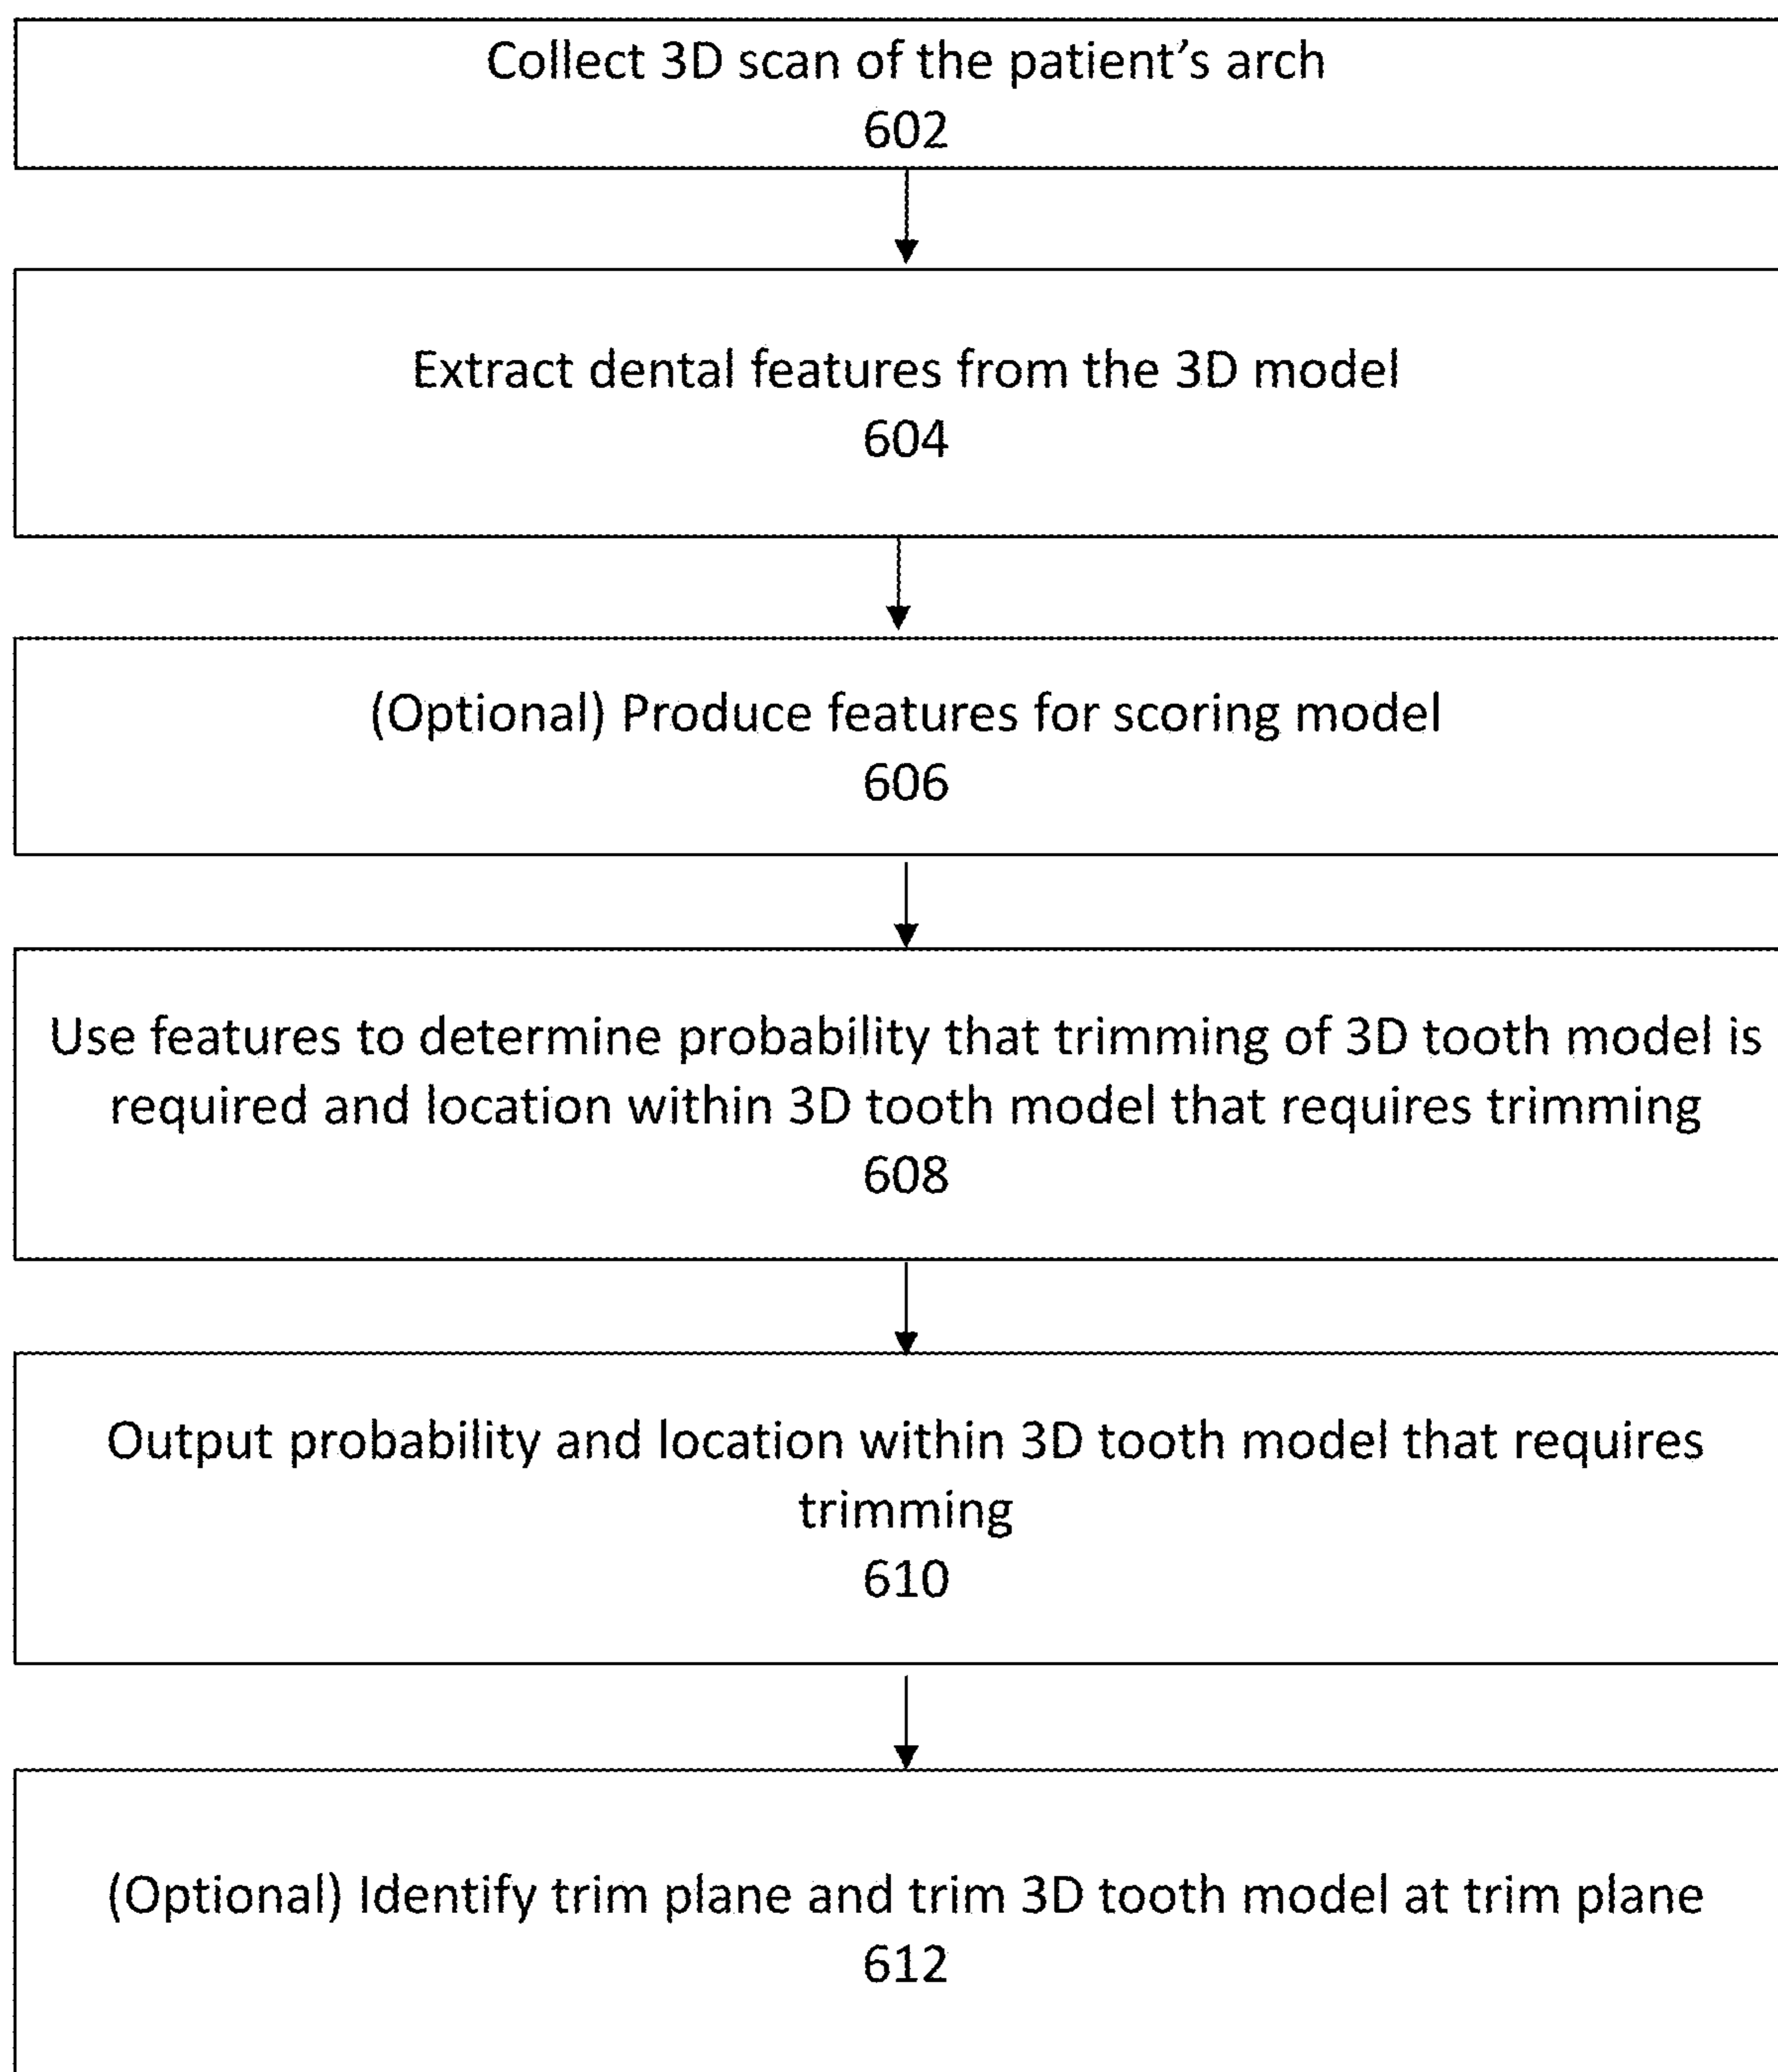 Collect 3D scan of the patient's arch
602
Extract dental features from the 3D model
604
(Optional) Produce features for scoring model
606
Use features to determine probability that trimming of 3D tooth model is
required and location within 3D tooth model that requires trimming
608
Output probability and location within 3D tooth model that requires
trimming
610
(Optional) Identify trim plane and trim 3D tooth model at trim plane
612